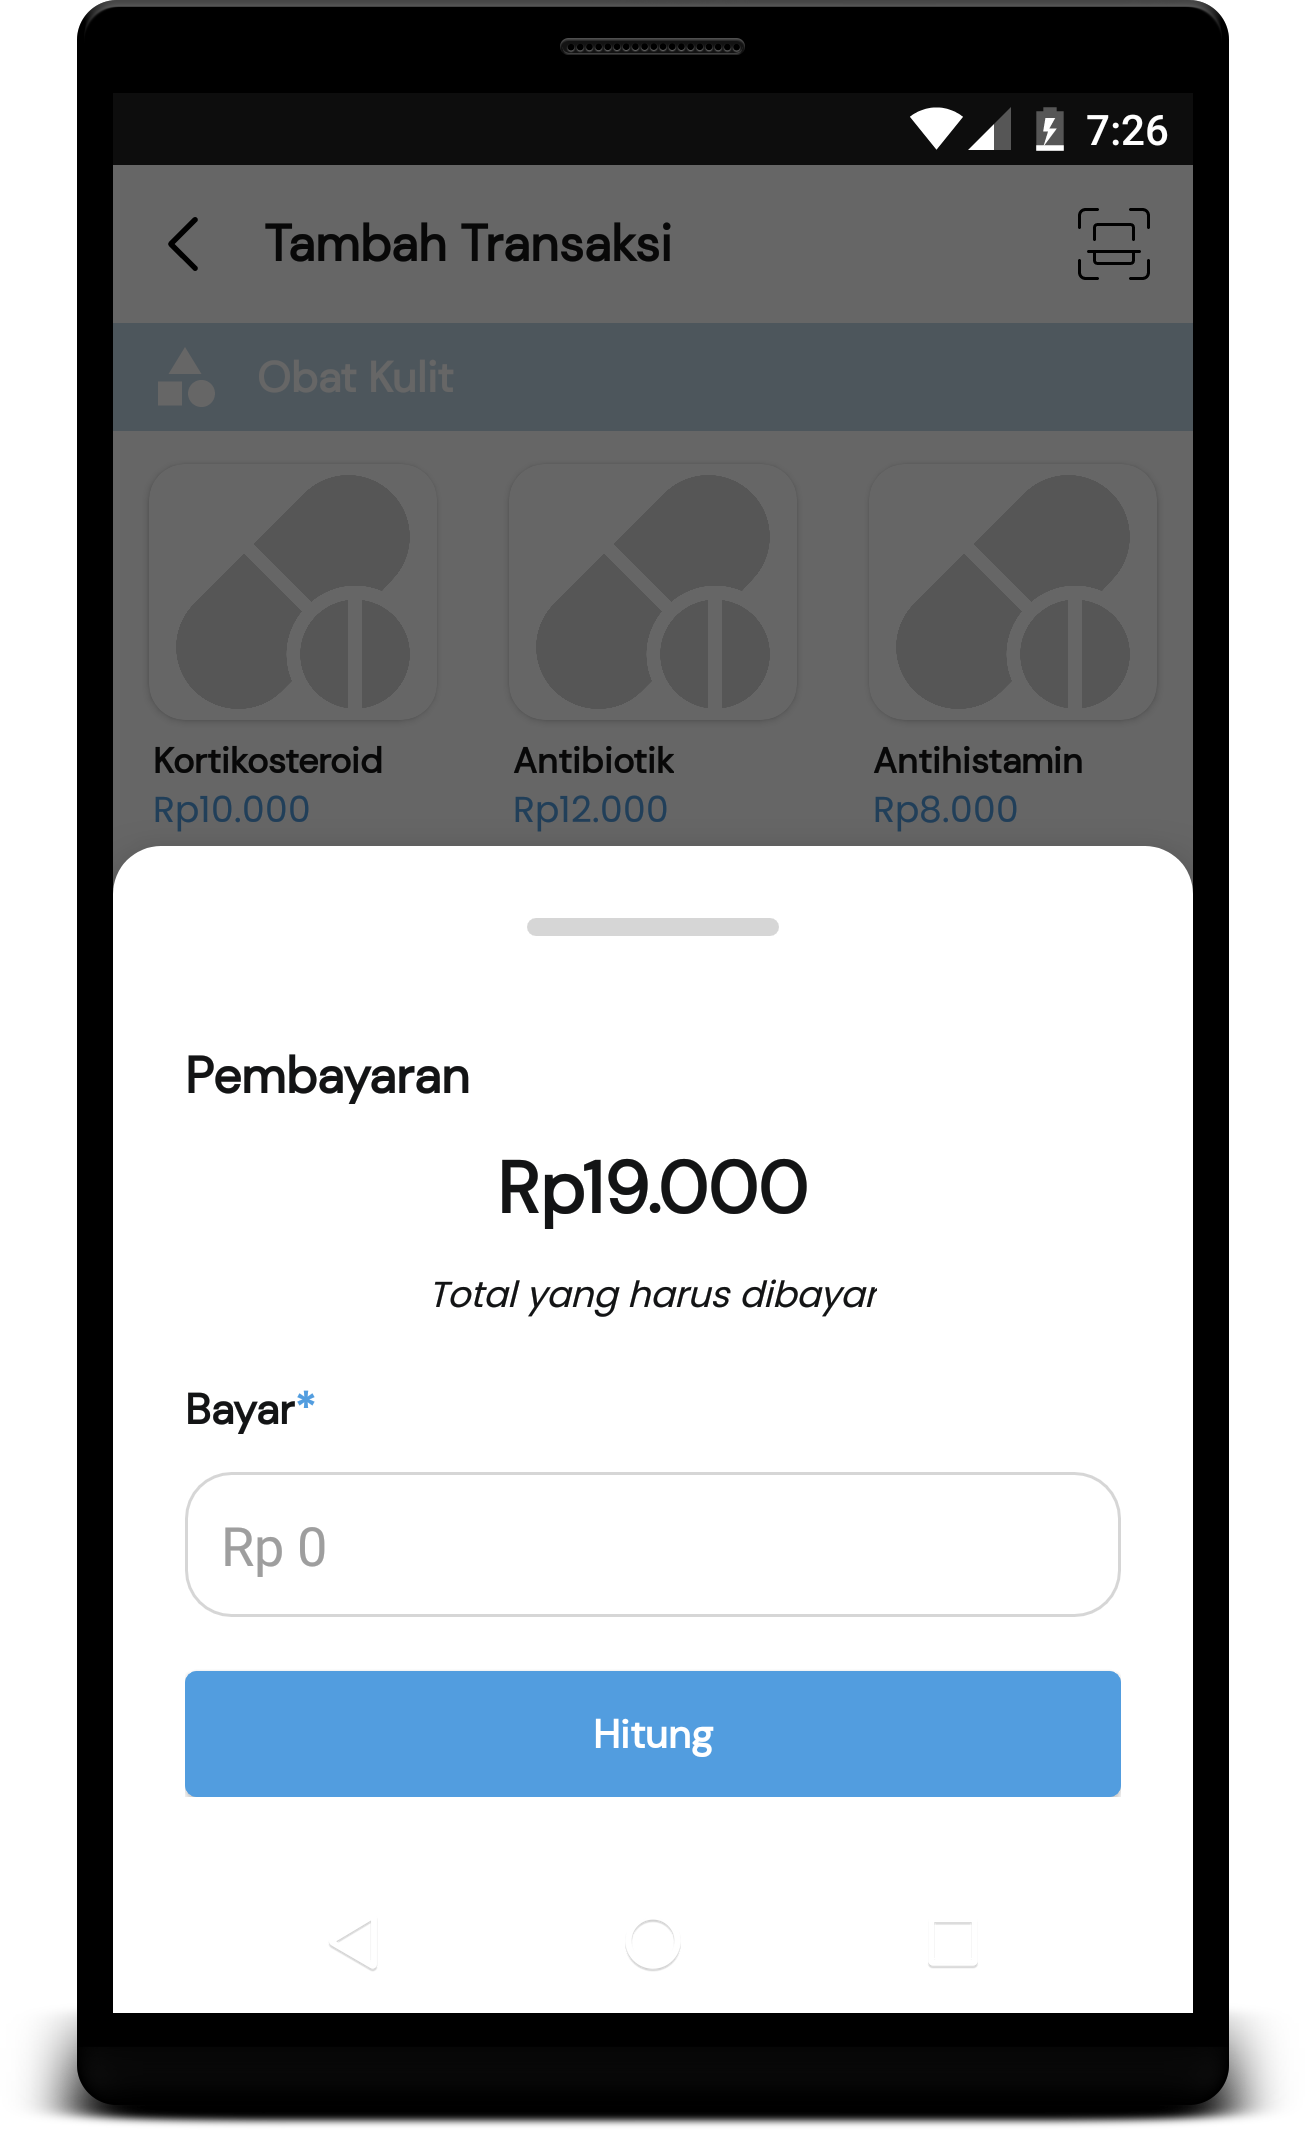 7:26
Tambah Transaksi
Obat Kulit
Kortikosteroid
Rp10.000
Antibiotik
Rp12.000
Antihistamin
Rp8.000
Pembayaran
Rp19.000
Total yang harus dibayar
Bayar*
Rp 0
Hitung